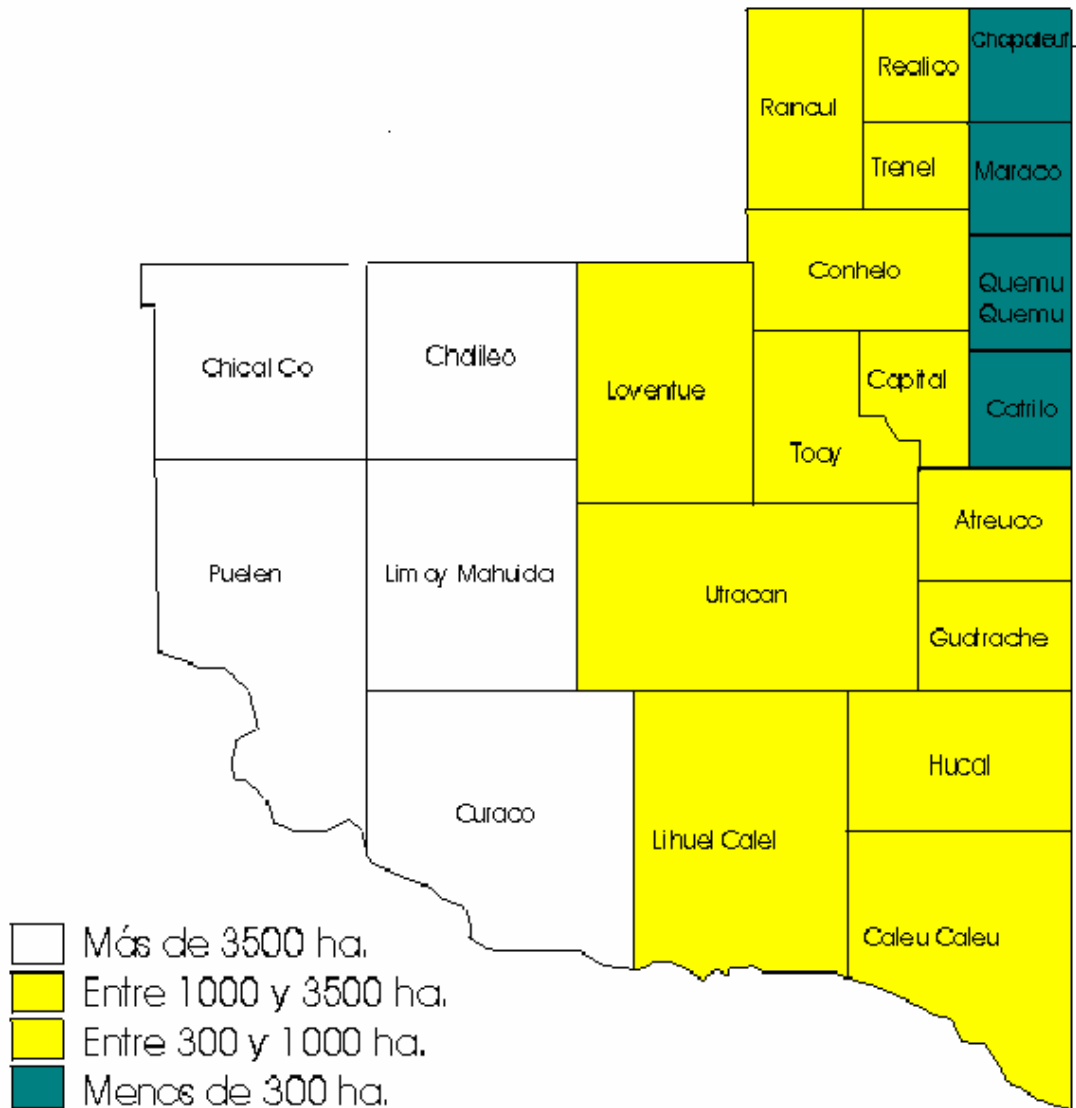 Chapaleuf.
Realico
Rancul
Trenel
Maraco
Conhelo
Quemu
Quemu
Chical Co
Chalileo
Loventue
Capital
Catrilo
Toay
Atreuco
Puelen
Limay Mahuida
Utracan
Guatrache
Hucal
Curaco
Lihuel Calel
Caleu Caleu
Más de 3500 ha.
Entre 1000 y 3500 ha.
Entre 300 y 1000 ha.
Menos de 300 ha.